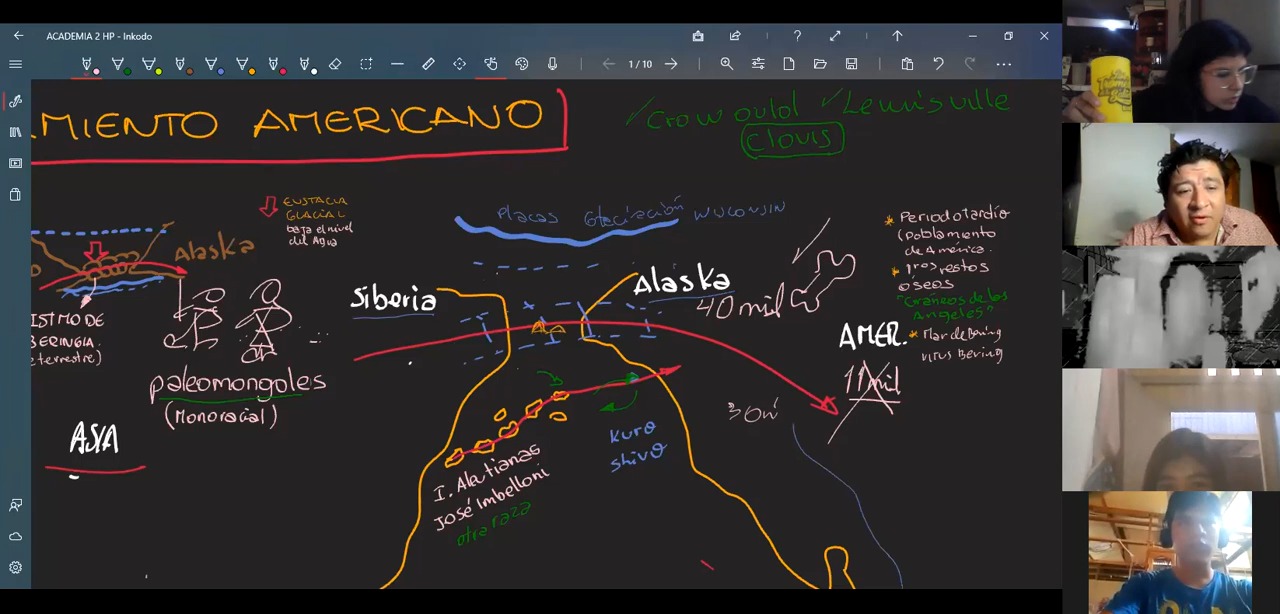 ACADEMIA 2 HP - Inkodo
1/10
MIENTO AMERICANO
✓Crow outol ✓Lewisville
Clovis
EUSTACIA
GLACIAL
baja el nivel
del Agua
Placas Glaciación WISCONSIN
Alaska
Siberia
Alaska
40 mil
* Periodo tardío
(Poblamiento
de América.
* 1ros restos
óseos
"Craneos de los
Angeles"
* Mar de Bering
virus Bering
AMER.
11 mil
ISTMO DE
BERINGIA
terrestre)
paleomongoles
(Monoracial)
ASIA
30 mil
Kuro
Shivo
I. Aleutianas
José Imbelloni
otra raza